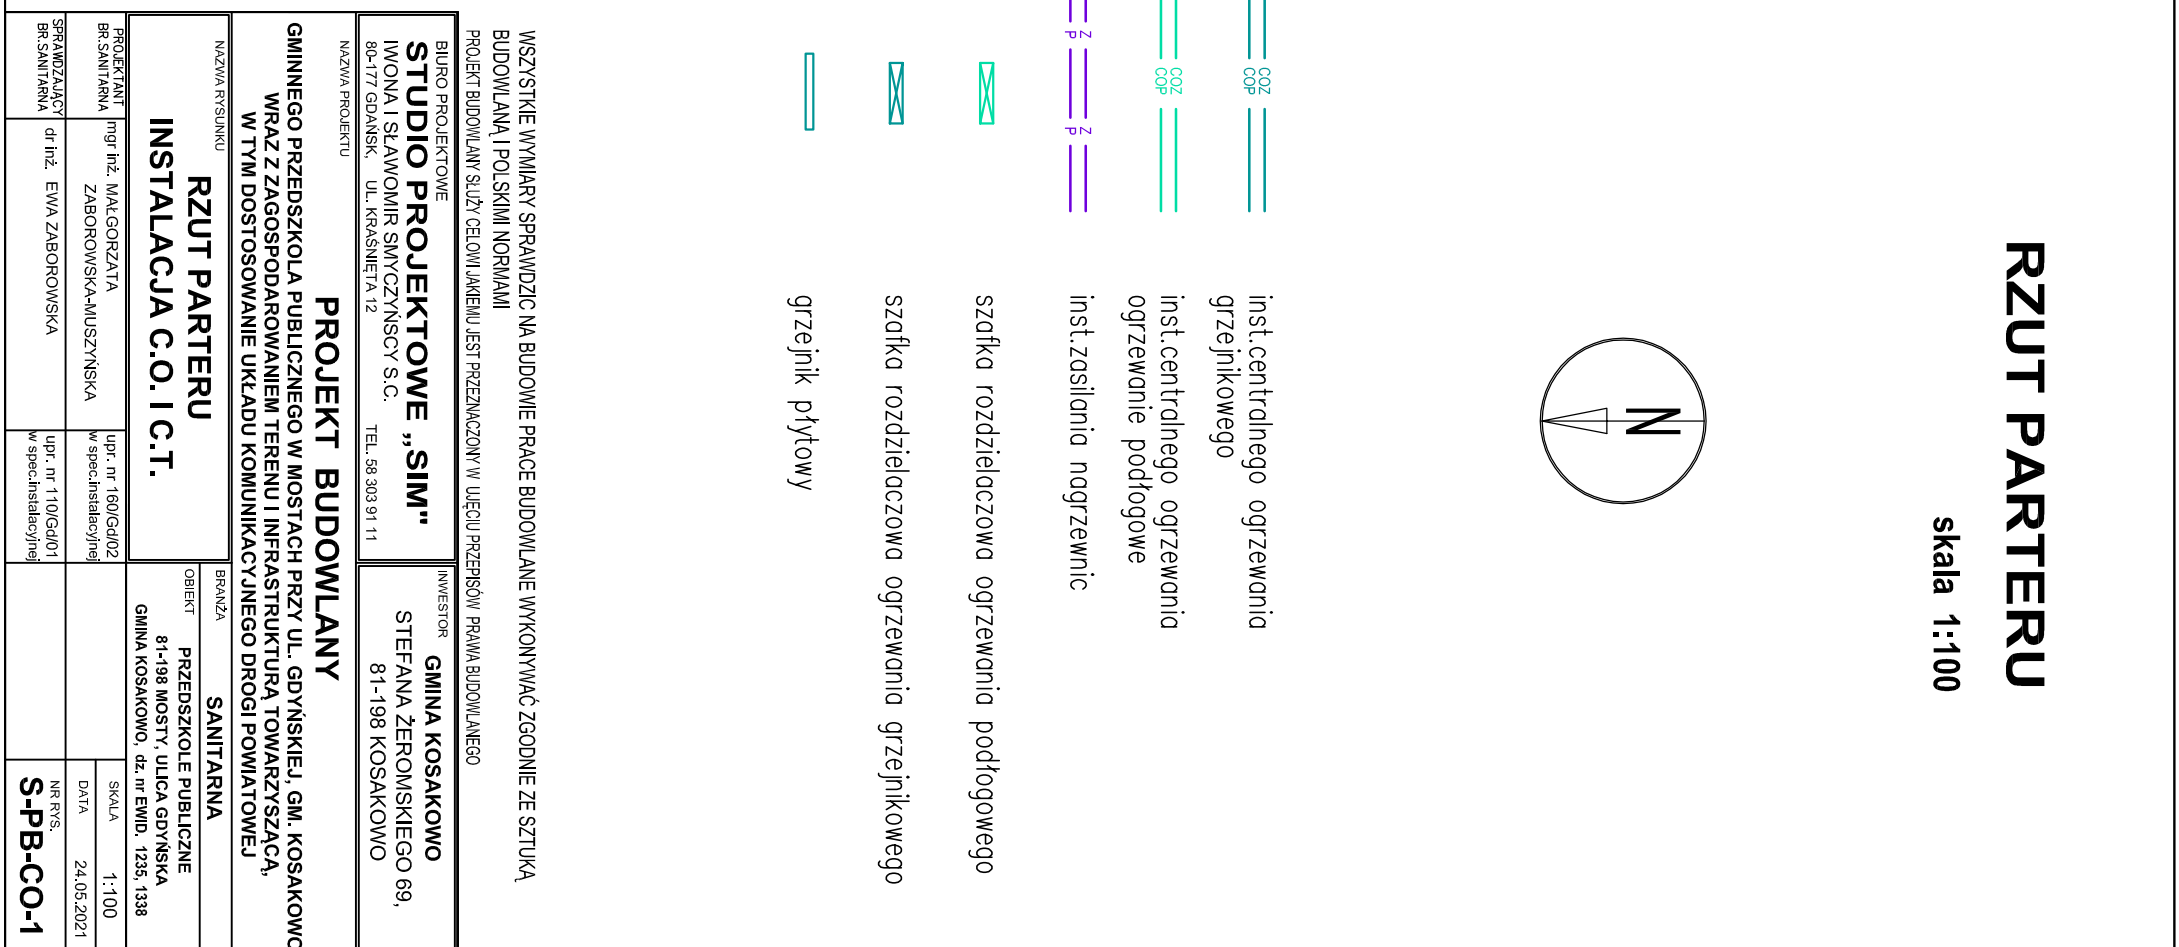 RZUT PARTERU
skala 1:100
N
COZ
COP
inst.centralnego ogrzewania
grzejnikowego
COZ
COP
inst.centralnego ogrzewania
ogrzewanie podłogowe
Z Z
P P
inst.zasilania nagrzewnic
szafka rozdzielaczowa ogrzewania podłogowego
szafka rozdzielaczowa ogrzewania grzejnikowego
grzejnik płytowy
WSZYSTKIE WYMIARY SPRAWDZIC NA BUDOWIE PRACE BUDOWLANE WYKONYWAĆ ZGODNIE ZE SZTUKĄ
BUDOWLANĄ I POLSKIMI NORMAMI
PROJEKT BUDOWLANY SŁUŻY CELOWI JAKIEMU JEST PRZEZNACZONY W UJĘCIU PRZEPISÓW PRAWA BUDOWLANEGO
BIURO PROJEKTOWE
STUDIO PROJEKTOWE „SIM"
IWONA I SŁAWOMIR SMYCZYŃSCY S.C.
80-177 GDAŃSK, UL. KRAŚNIĘTA 12 TEL. 58 303 91 11
INWESTOR
GMINA KOSAKOWO
STEFANA ŻEROMSKIEGO 69,
81-198 KOSAKOWO
NAZWA PROJEKTU
PROJEKT BUDOWLANY
GMINNEGO PRZEDSZKOLA PUBLICZNEGO W MOSTACH PRZY UL. GDYŃSKIEJ, GM. KOSAKOWO
WRAZ Z ZAGOSPODAROWANIEM TERENU I INFRASTRUKTURĄ TOWARZYSZĄCĄ,
W TYM DOSTOSOWANIE UKŁADU KOMUNIKACYJNEGO DROGI POWIATOWEJ
NAZWA RYSUNKU
RZUT PARTERU
INSTALACJA C.O. I C.T.
BRANŻA
SANITARNA
OBIEKT
PRZEDSZKOLE PUBLICZNE
81-198 MOSTY, ULICA GDYŃSKA
GMINA KOSAKOWO, dz. nr EWID. 1235, 1338
PROJEKTANT
BR.SANITARNA
mgr inż. MAŁGORZATA
ZABOROWSKA-MUSZYŃSKA
upr. nr 160/Gd/02
w spec.instalacyjnej
SKALA 1:100
DATA 24.05.2021
SPRAWDZAJĄCY
BR.SANITARNA
dr inż. EWA ZABOROWSKA
upr. nr 110/Gd/01
w spec.instalacyjnej
NR RYS.
S-PB-CO-1